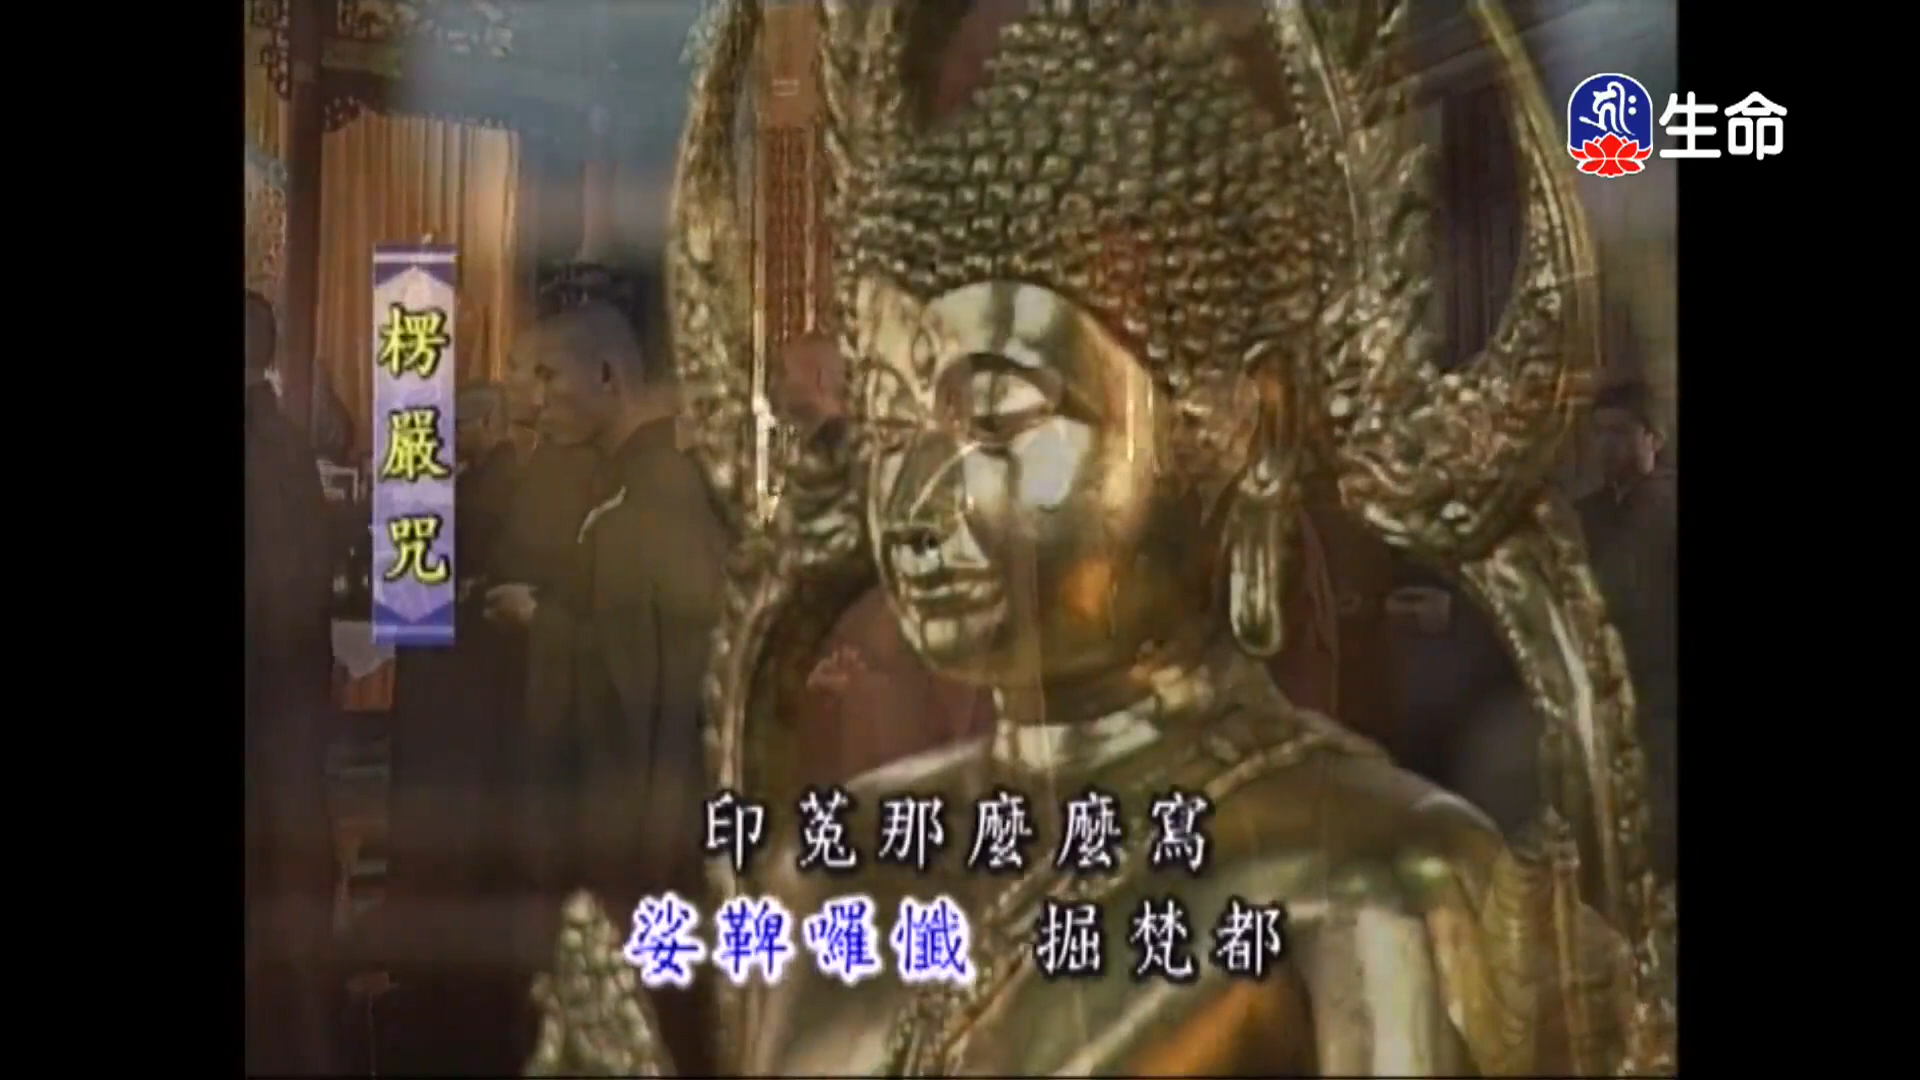 生命
楞嚴咒
印菟那麼麼寫
娑鞞囉懺 掘梵都